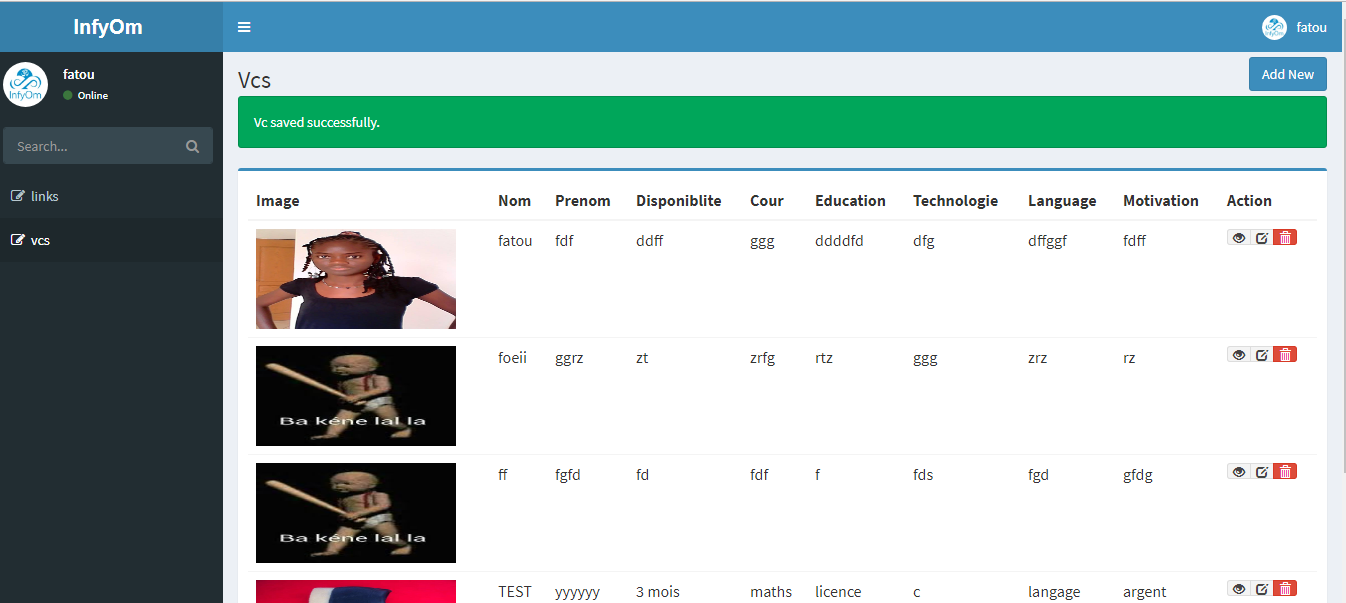 InfyOm
fatou
fatou
Online
InfyOm
Search...
links
vcs
Vcs
Add New
Vc saved successfully.
Image Nom Prenom Disponiblite Cour Education Technologie Language Motivation Action
fatou fdf ddff ggg ddddfd dfg dffggf fdff
foeii ggrz zt zrfg rtz ggg zrz rz
Ba kéne lal la
ff fgfd fd fdf f fds fgd gfdg
Ba kéne lal la
TEST yyyyyy 3 mois maths licence c langage argent